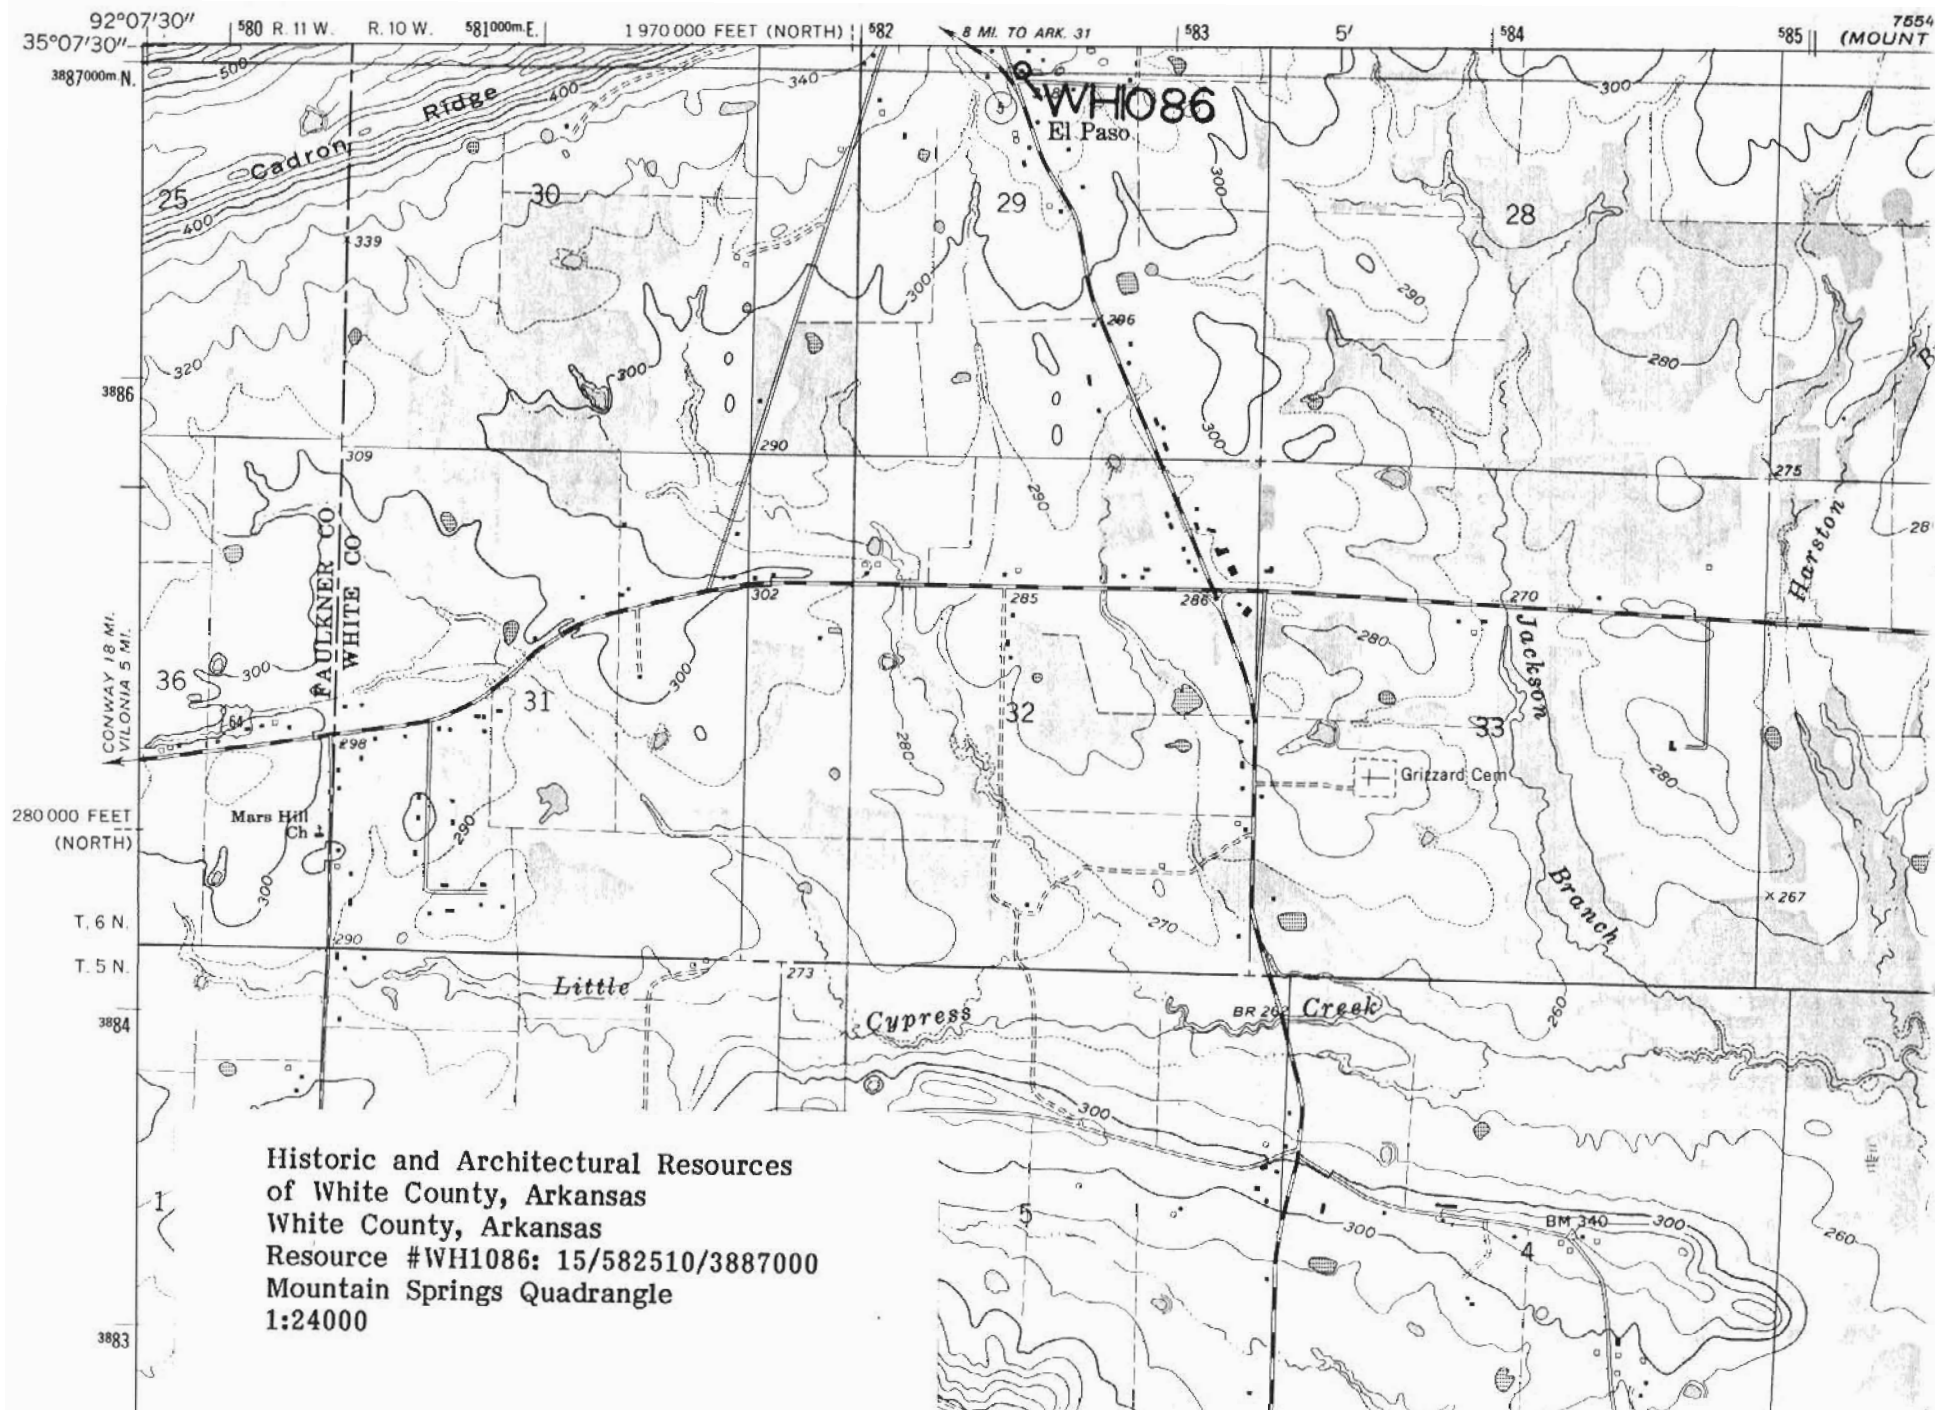 92°07'30"
580 R. 11 W. R. 10 W. 581000m.E. 1 970 000 FEET (NORTH) 582 8 MI. TO ARK. 31 583 5' 584 585 7554
(MOUNT
35°07'30"
3887000m.N.
500
400
340
300
Cadron Ridge
400
5
WH1086
El Paso
25
30
29
28
300
339
300
290
286
320
300
280
3886
300
309
290
290
275
28
Harston
FAULKNER CO
WHITE CO
302
285
286
270
280
Jackson
Branch
CONWAY 18 MI.
VILONIA 5 MI.
36
300
64
31
300
32
33
280
298
Grizzard Cem
280
280 000 FEET
(NORTH)
Mars Hill
Ch
290
300
267
T. 6 N.
270
290
T. 5 N.
273
Little
Cypress
BR 262
Creek
260
3884
300
1
5
300
BM 340
300
4
260
3883
Historic and Architectural Resources
of White County, Arkansas
White County, Arkansas
Resource #WH1086: 15/582510/3887000
Mountain Springs Quadrangle
1:24000